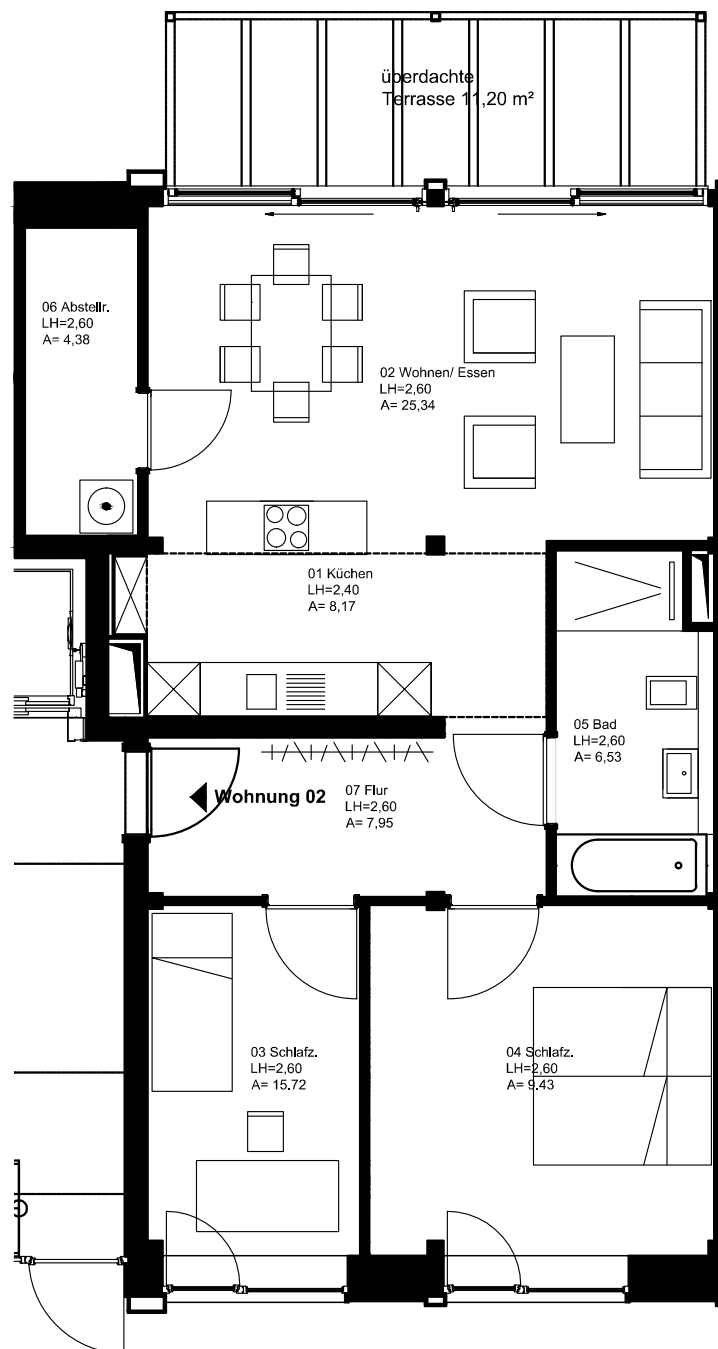 überdachte
Terrasse 11,20 m²
06 Abstellr.
LH=2,60
A= 4,38
02 Wohnen/ Essen
LH=2,60
A= 25,34
01 Küchen
LH=2,40
A= 8,17
05 Bad
LH=2,60
A= 6,53
07 Flur
LH=2,60
A= 7,95
Wohnung 02
03 Schlafz.
LH=2,60
A= 15.72
04 Schlafz.
LH=2,60
A= 9.43